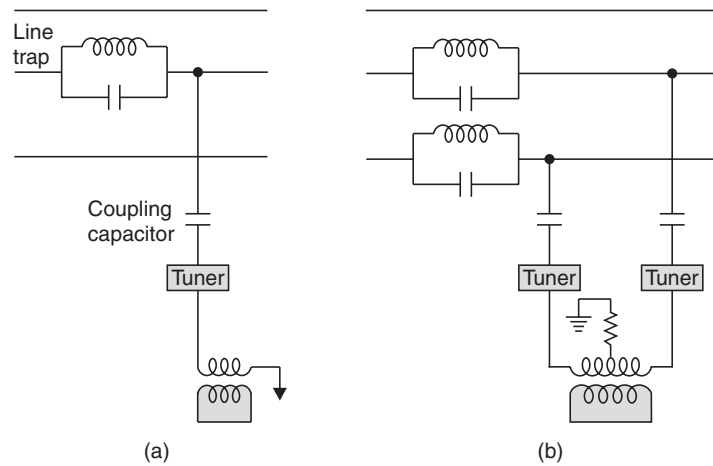 Line
trap
Coupling
capacitor
Tuner
Tuner
Tuner
(a)
(b)